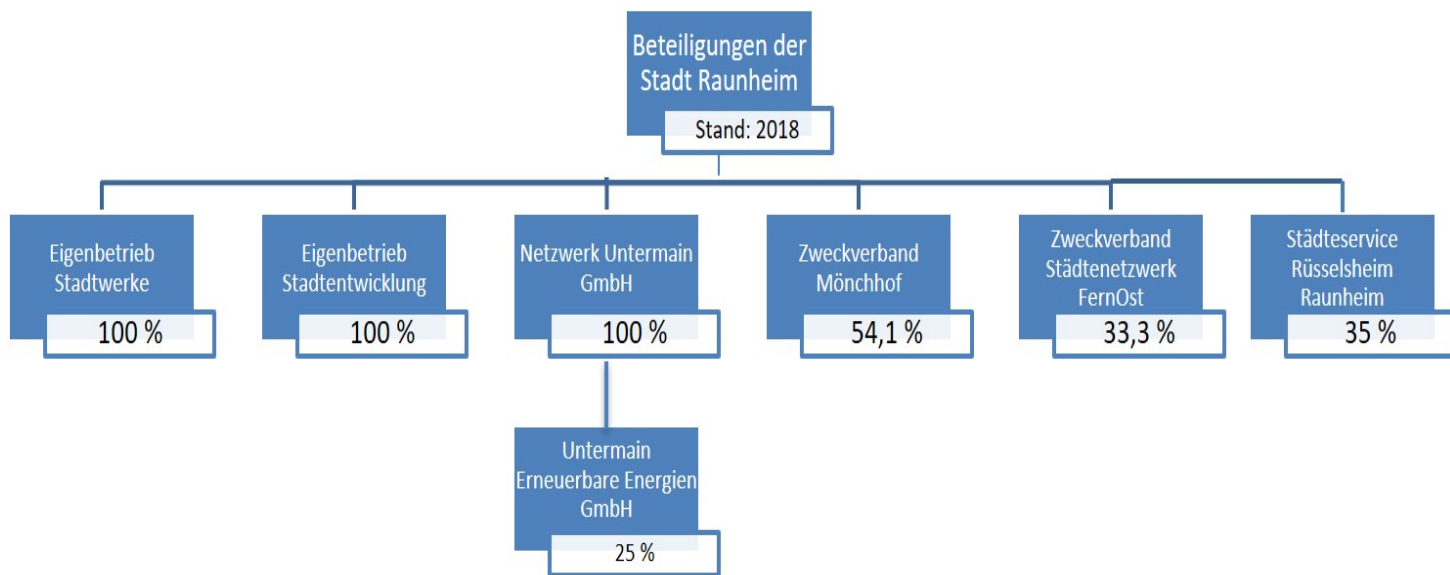 Beteiligungen der
Stadt Raunheim
Stand: 2018
Eigenbetrieb
Stadtwerke
100 %
Eigenbetrieb
Stadtentwicklung
100 %
Netzwerk Untermain
GmbH
100 %
Zweckverband
Mönchhof
54,1 %
Zweckverband
Städtenetzwerk
FernOst
33,3 %
Städteservice
Rüsselsheim
Raunheim
35 %
Untermain
Erneuerbare Energien
GmbH
25 %